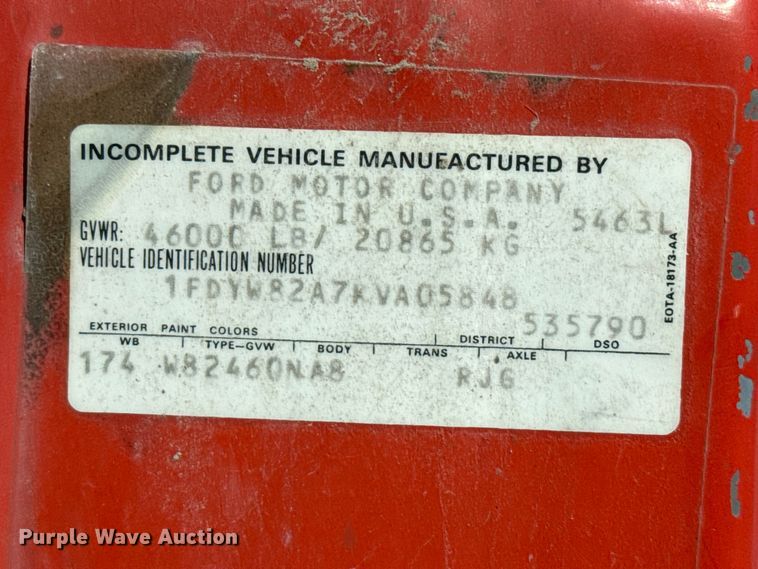 INCOMPLETE VEHICLE MANUFACTURED BY
FORD MOTOR COMPANY
MADE IN U.S.A. 5463L
GVWR: 46000 LB/ 20865 KG
VEHICLE IDENTIFICATION NUMBER
1FDYW82A7KVA05848
535790
EXTERIOR PAINT COLORS DISTRICT DSO
WB TYPE-GVW BODY TRANS AXLE
174 W82460NA8 RJG
EOTA-18173-AA
Purple Wave Auction®